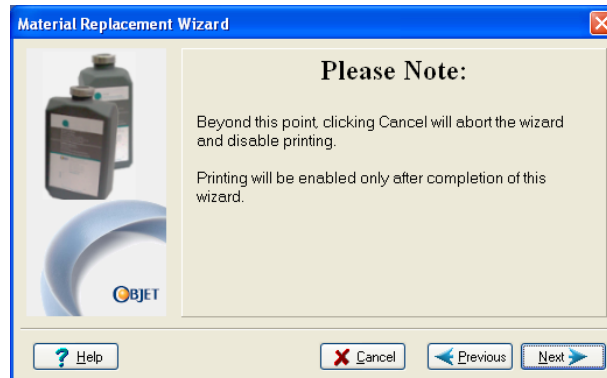 Material Replacement Wizard
Please Note:
Beyond this point, clicking Cancel will abort the wizard
and disable printing.
Printing will be enabled only after completion of this
wizard.
OBJET
? Help
Cancel
Previous
Next